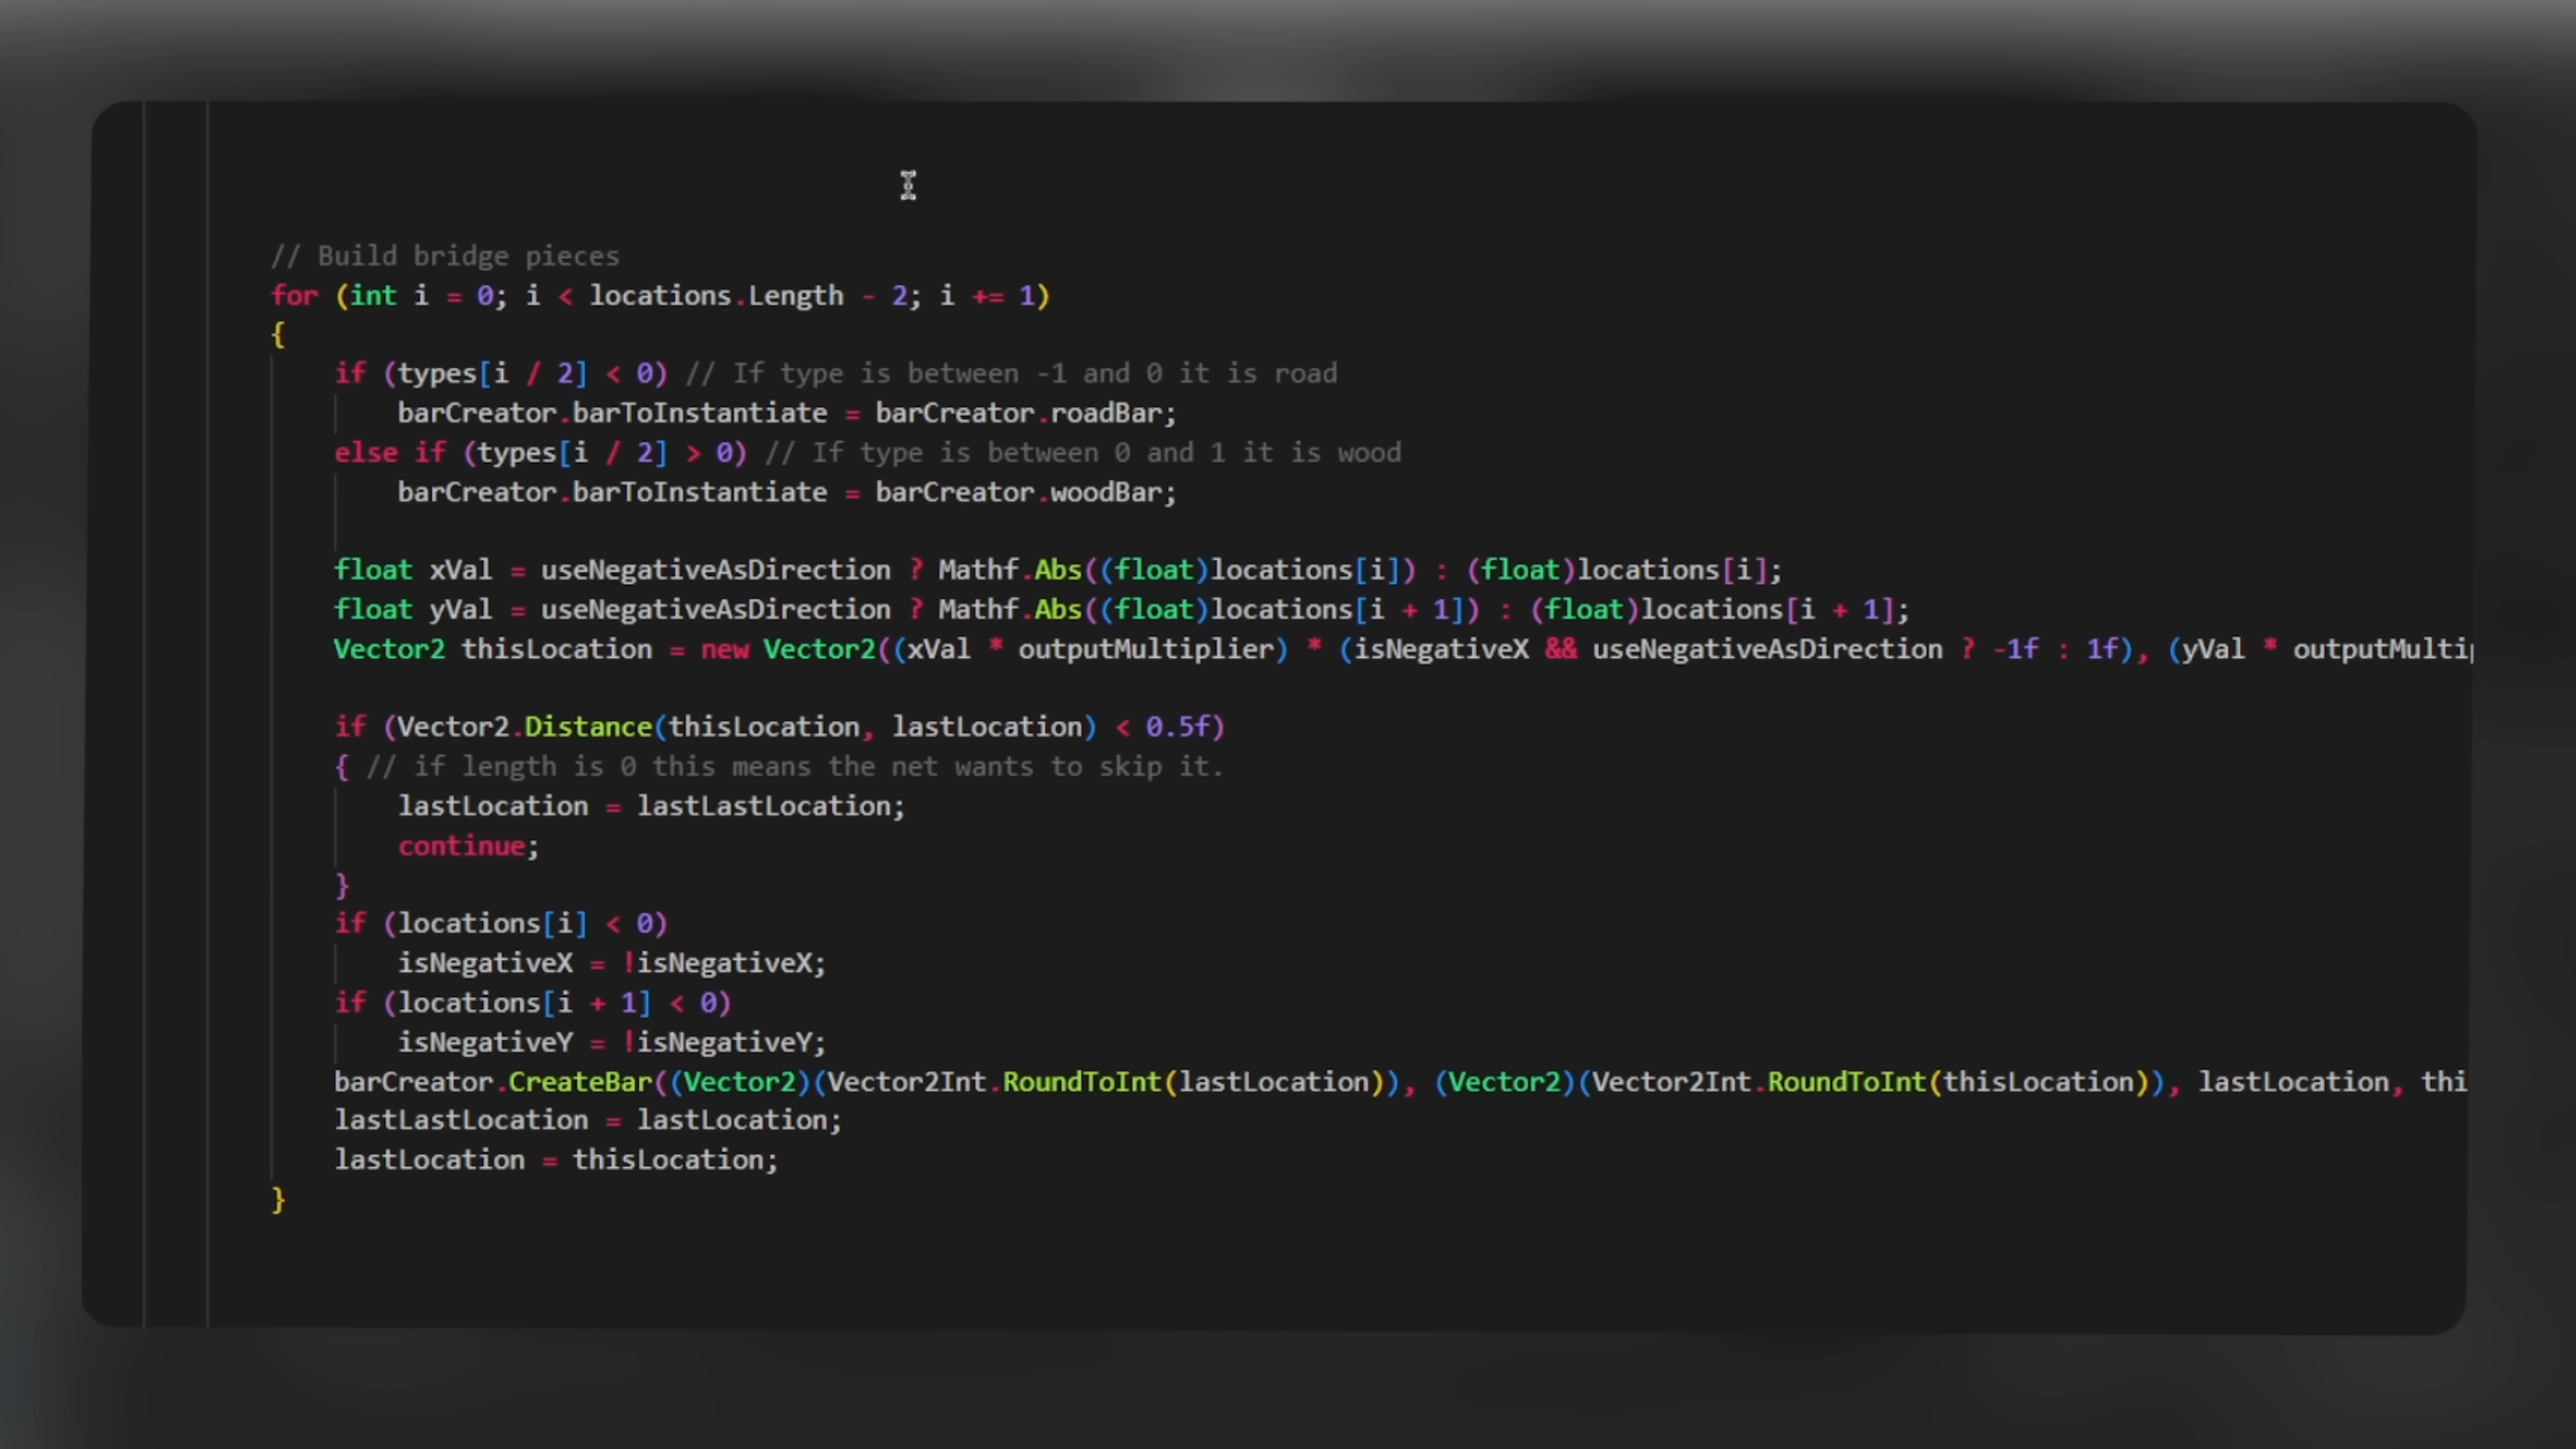 // Build bridge pieces
for (int i = 0; i < locations.Length - 2; i += 1)
{
if (types[i / 2] < 0) // If type is between -1 and 0 it is road
barCreator.barToInstantiate = barCreator.roadBar;
else if (types[i / 2] > 0) // If type is between 0 and 1 it is wood
barCreator.barToInstantiate = barCreator.woodBar;
float xVal = useNegativeAsDirection ? Mathf.Abs((float)locations[i]) : (float)locations[i];
float yVal = useNegativeAsDirection ? Mathf.Abs((float)locations[i + 1]) : (float)locations[i + 1];
Vector2 thisLocation = new Vector2((xVal * outputMultiplier) * (isNegativeX && useNegativeAsDirection ? -1f : 1f), (yVal * outputMultip
if (Vector2.Distance(thisLocation, lastLocation) < 0.5f)
{ // if length is 0 this means the net wants to skip it.
lastLocation = lastLastLocation;
continue;
}
if (locations[i] < 0)
isNegativeX = !isNegativeX;
if (locations[i + 1] < 0)
isNegativeY = !isNegativeY;
barCreator.CreateBar((Vector2)(Vector2Int.RoundToInt(lastLocation)), (Vector2)(Vector2Int.RoundToInt(thisLocation)), lastLocation, thi
lastLastLocation = lastLocation;
lastLocation = thisLocation;
}